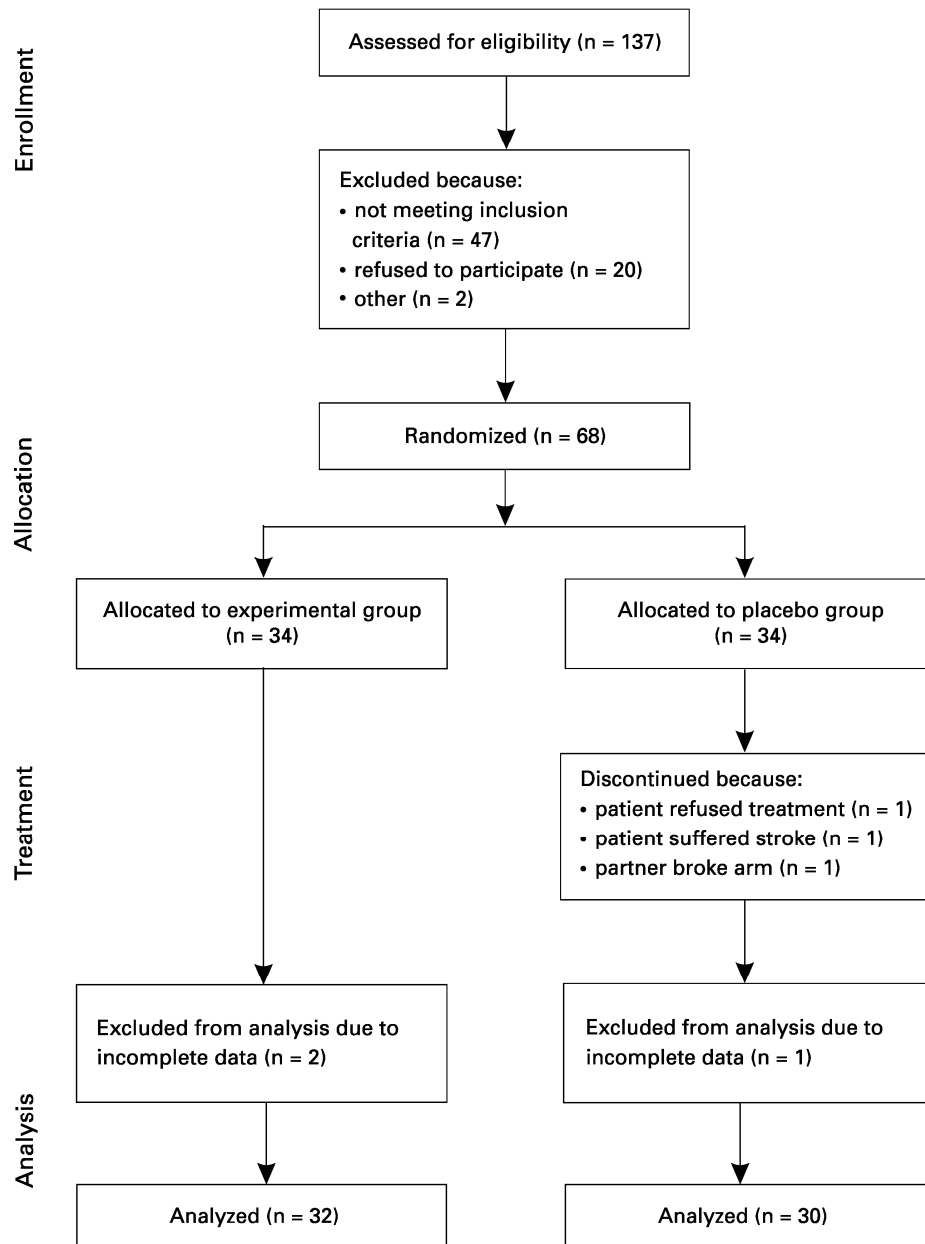 Enrollment
Assessed for eligibility (n = 137)
Excluded because:
• not meeting inclusion
criteria (n = 47)
• refused to participate (n = 20)
• other (n = 2)
Allocation
Randomized (n = 68)
Allocated to experimental group
(n = 34)
Allocated to placebo group
(n = 34)
Treatment
Discontinued because:
• patient refused treatment (n = 1)
• patient suffered stroke (n = 1)
• partner broke arm (n = 1)
Analysis
Excluded from analysis due to
incomplete data (n = 2)
Excluded from analysis due to
incomplete data (n = 1)
Analyzed (n = 32)
Analyzed (n = 30)